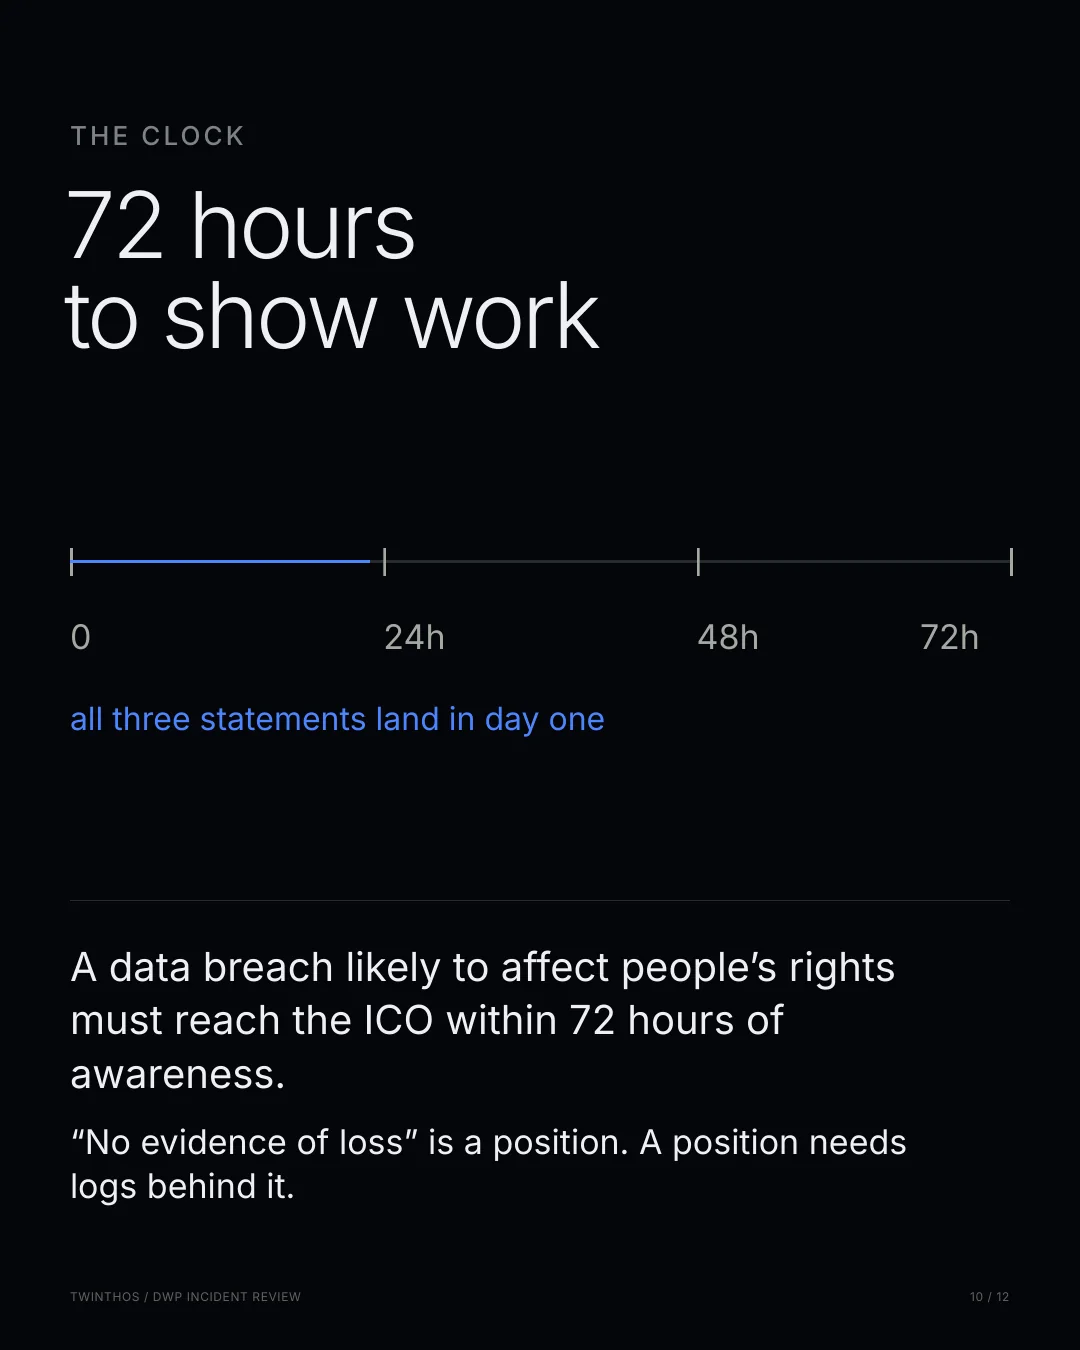 THE CLOCK
72 hours
to show work
0
24h
48h
72h
all three statements land in day one
A data breach likely to affect people’s rights
must reach the ICO within 72 hours of
awareness.
“No evidence of loss” is a position. A position needs
logs behind it.
TWINTHOS / DWP INCIDENT REVIEW
10 / 12